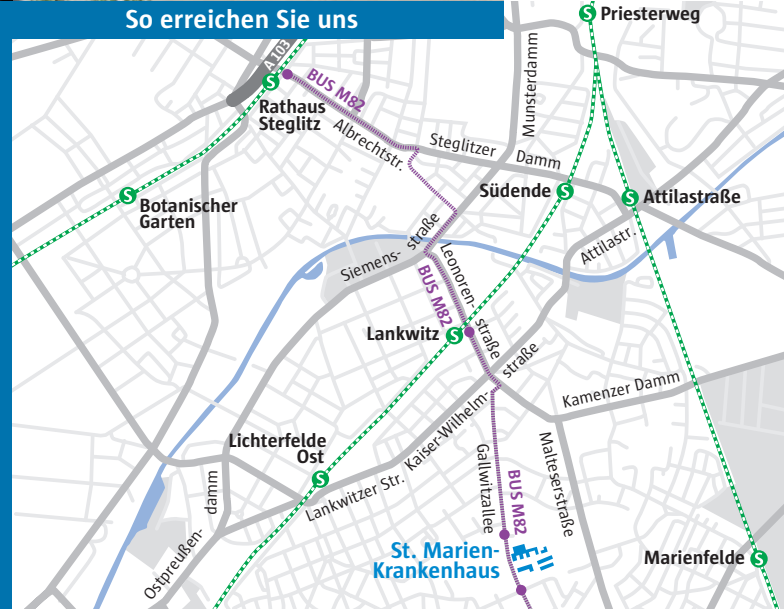 So erreichen Sie uns
S Priesterweg
A 103
Munsterdamm
S
BUS M82
Rathaus
Steglitz
Albrechtstr.
Steglitzer Damm
Südende S
S Attilastraße
S
Botanischer
Garten
Siemens- straße
Attilastr.
Leonoren-
straße
BUS M82
Lankwitz S
Kaiser-Wilhelm- straße
Kamenzer Damm
Lichterfelde
Ost
S
Lankwitzer Str.
Gallwitzallee
BUS M82
Malteserstraße
Ostpreußen-
damm
St. Marien-
Krankenhaus
Marienfelde S